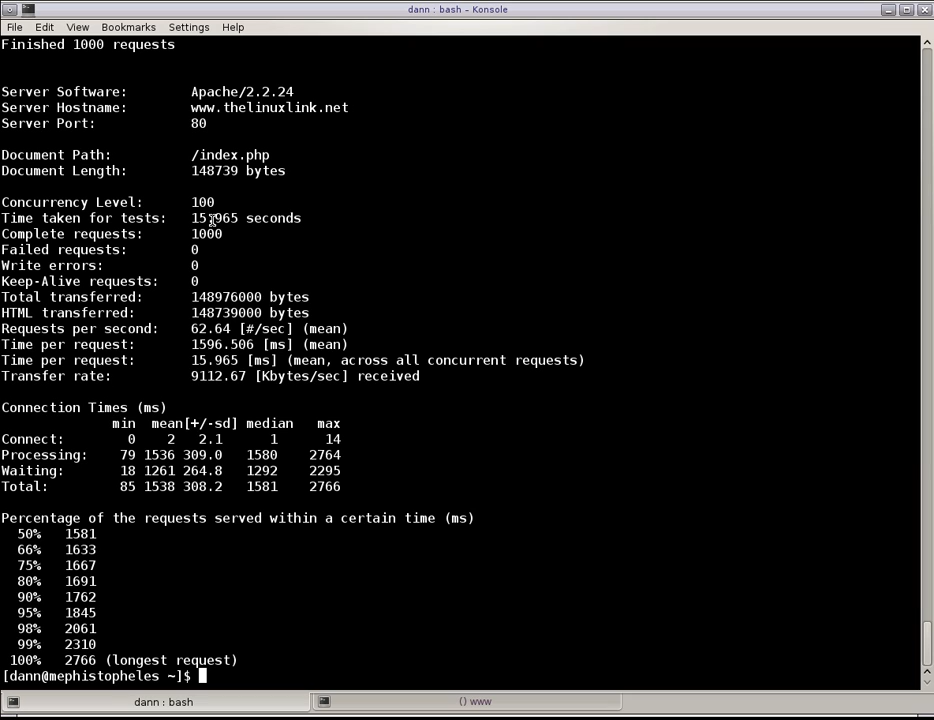 dann : bash - Konsole
File Edit View Bookmarks Settings Help
Finished 1000 requests
Server Software: Apache/2.2.24
Server Hostname: www.thelinuxlink.net
Server Port: 80
Document Path: /index.php
Document Length: 148739 bytes
Concurrency Level: 100
Time taken for tests: 15.965 seconds
Complete requests: 1000
Failed requests: 0
Write errors: 0
Keep-Alive requests: 0
Total transferred: 148976000 bytes
HTML transferred: 148739000 bytes
Requests per second: 62.64 [#/sec] (mean)
Time per request: 1596.506 [ms] (mean)
Time per request: 15.965 [ms] (mean, across all concurrent requests)
Transfer rate: 9112.67 [Kbytes/sec] received
Connection Times (ms)
min mean[+/-sd] median max
Connect: 0 2 2.1 1 14
Processing: 79 1536 309.0 1580 2764
Waiting: 18 1261 264.8 1292 2295
Total: 85 1538 308.2 1581 2766
Percentage of the requests served within a certain time (ms)
50% 1581
66% 1633
75% 1667
80% 1691
90% 1762
95% 1845
98% 2061
99% 2310
100% 2766 (longest request)
[dann@mephistopheles ~]$
dann : bash
() www